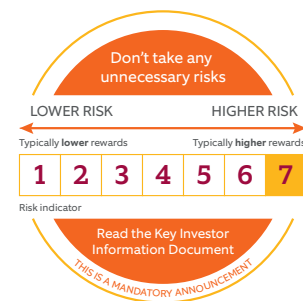 Don't take any
unnecessary risks
LOWER RISK HIGHER RISK
Typically lower rewards Typically higher rewards
1 2 3 4 5 6 7
Risk indicator
Read the Key Investor
Information Document
THIS IS A MANDATORY ANNOUNCEMENT